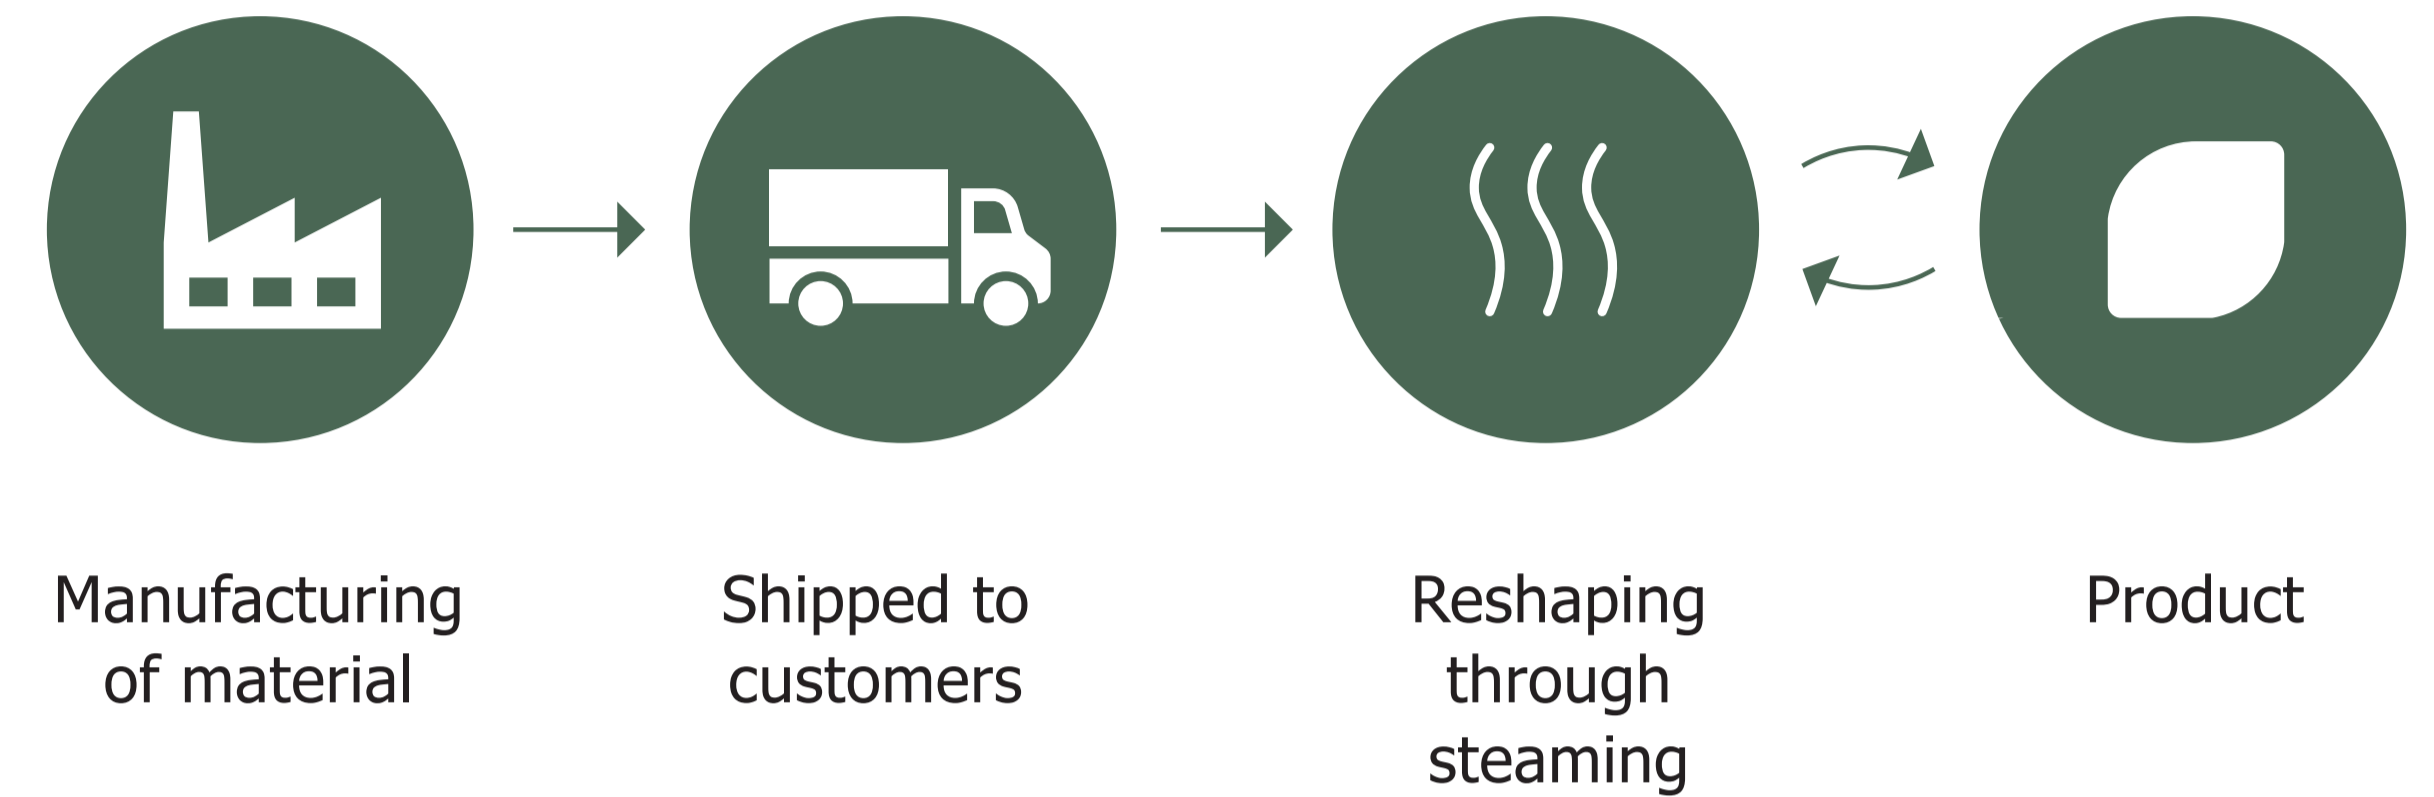 Manufacturing
of material
Shipped to
customers
Reshaping
through
steaming
Product